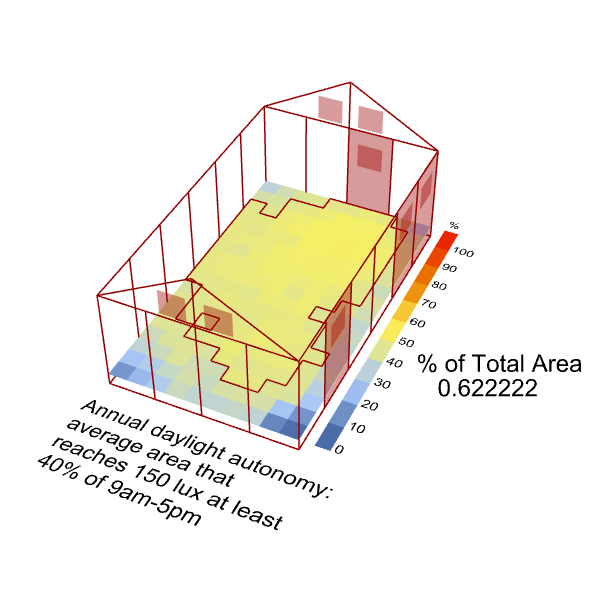 %
100
90
80
70
60
50
40
30
20
10
0
% of Total Area
0.622222
Annual daylight autonomy:
average area that
reaches 150 lux at least
40% of 9am-5pm